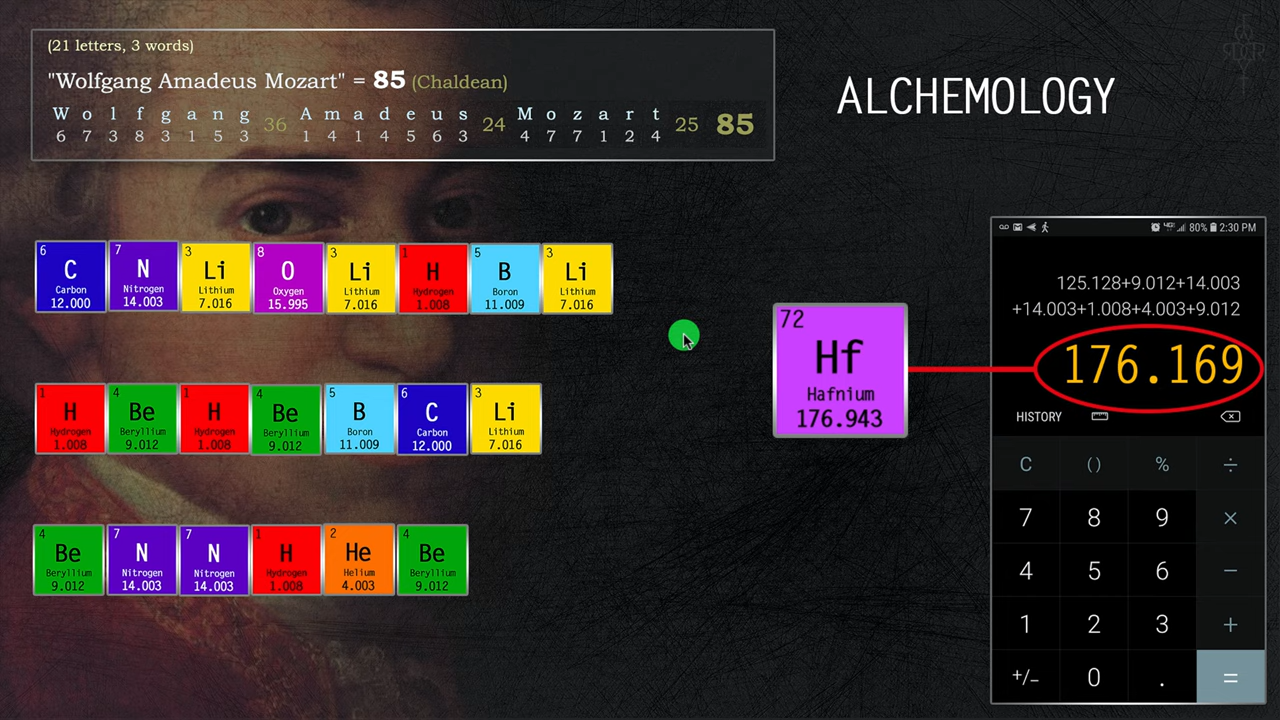 (21 letters, 3 words)
"Wolfgang Amadeus Mozart" = 85 (Chaldean)
W o l f g a n g A m a d e u s M o z a r t
6 7 3 8 3 1 5 3 36 1 4 1 4 5 6 3 24 4 7 7 1 2 4 25 85
ALCHEMOLOGY
6 C Carbon 12.000
7 N Nitrogen 14.003
3 Li Lithium 7.016
8 O Oxygen 15.995
3 Li Lithium 7.016
1 H Hydrogen 1.008
5 B Boron 11.009
3 Li Lithium 7.016
1 H Hydrogen 1.008
4 Be Beryllium 9.012
1 H Hydrogen 1.008
4 Be Beryllium 9.012
5 B Boron 11.009
6 C Carbon 12.000
3 Li Lithium 7.016
4 Be Beryllium 9.012
7 N Nitrogen 14.003
7 N Nitrogen 14.003
1 H Hydrogen 1.008
2 He Helium 4.003
4 Be Beryllium 9.012
72
Hf
Hafnium
176.943
80% 2:30 PM
125.128+9.012+14.003
+14.003+1.008+4.003+9.012
176.169
HISTORY
C () % ÷
7 8 9 ×
4 5 6 −
1 2 3 +
+/− 0 . =